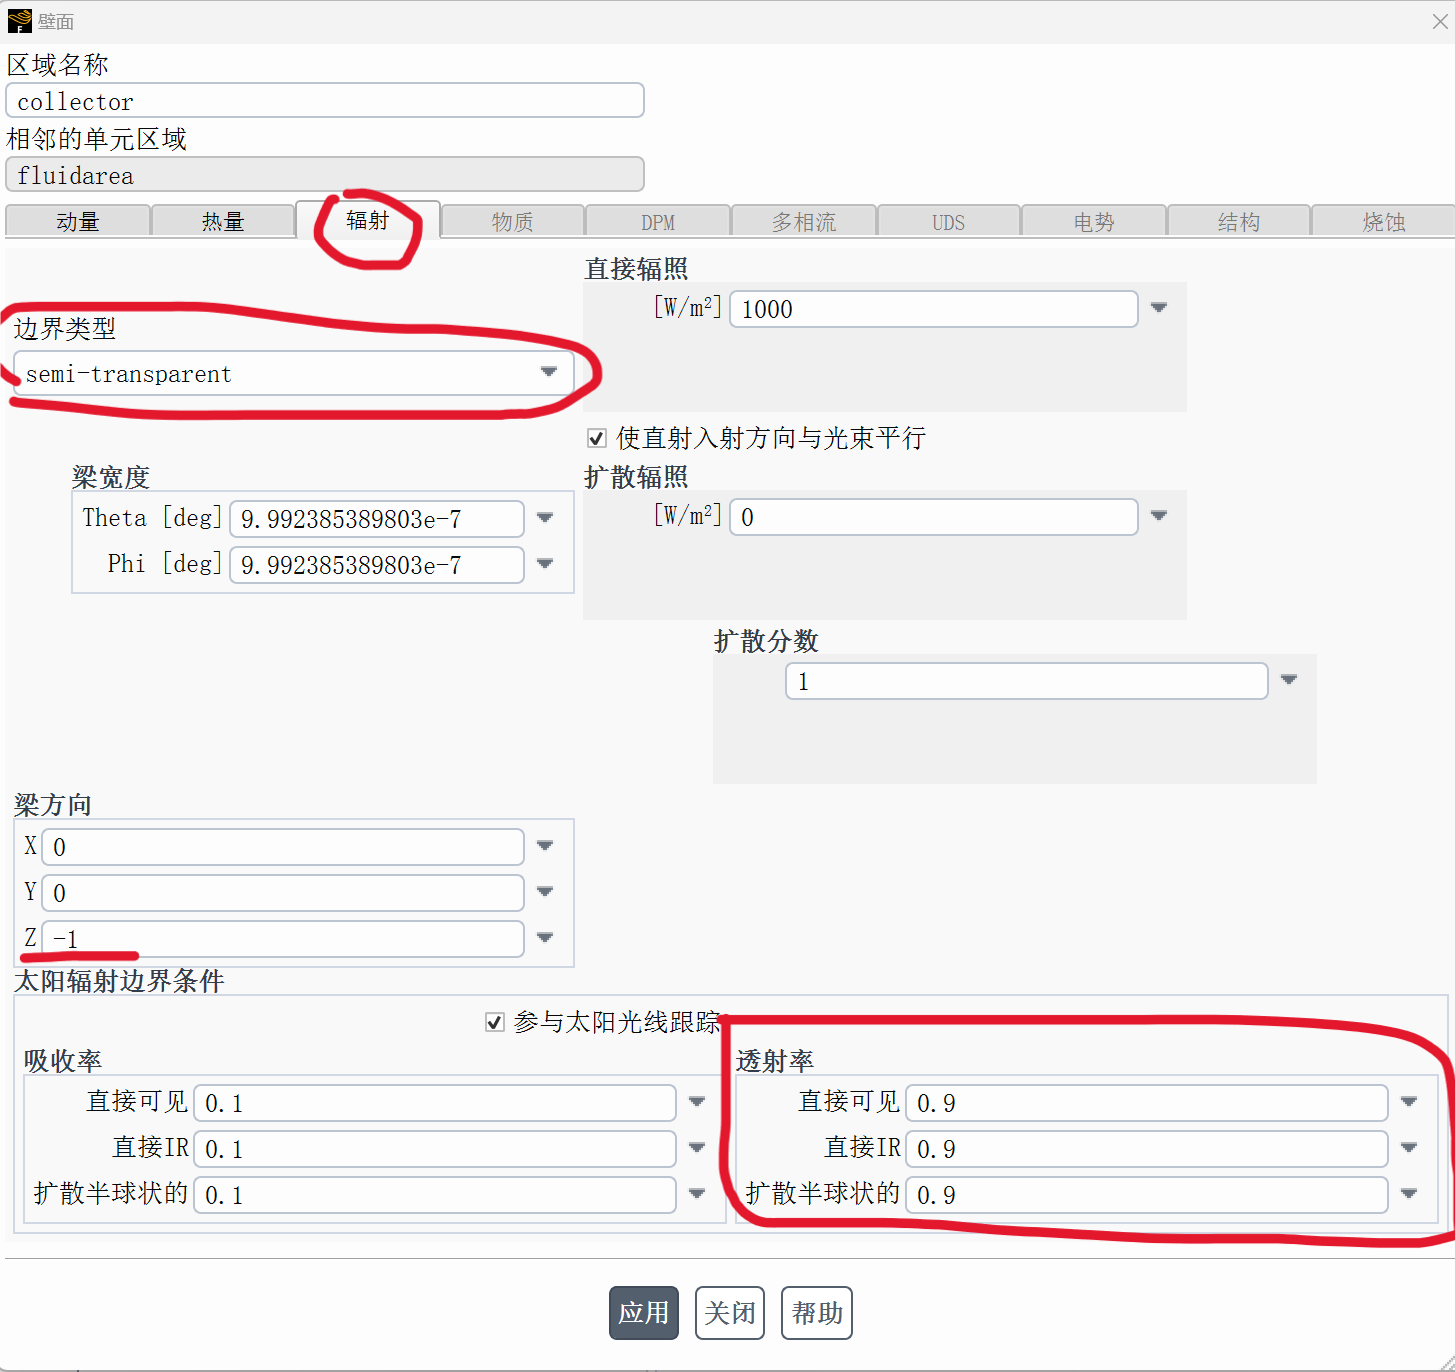 壁面
区域名称
collector
相邻的单元区域
fluidarea
动量 热量 辐射 物质 DPM 多相流 UDS 电势 结构 烧蚀
直接辐照
[W/m²] 1000
边界类型
semi-transparent
使直射入射方向与光束平行
梁宽度
扩散辐照
Theta [deg] 9.992385389803e-7
[W/m²] 0
Phi [deg] 9.992385389803e-7
扩散分数
1
梁方向
X 0
Y 0
Z -1
太阳辐射边界条件
参与太阳光线跟踪
吸收率
直接可见 0.1
直接IR 0.1
扩散半球状的 0.1
透射率
直接可见 0.9
直接IR 0.9
扩散半球状的 0.9
应用 关闭 帮助